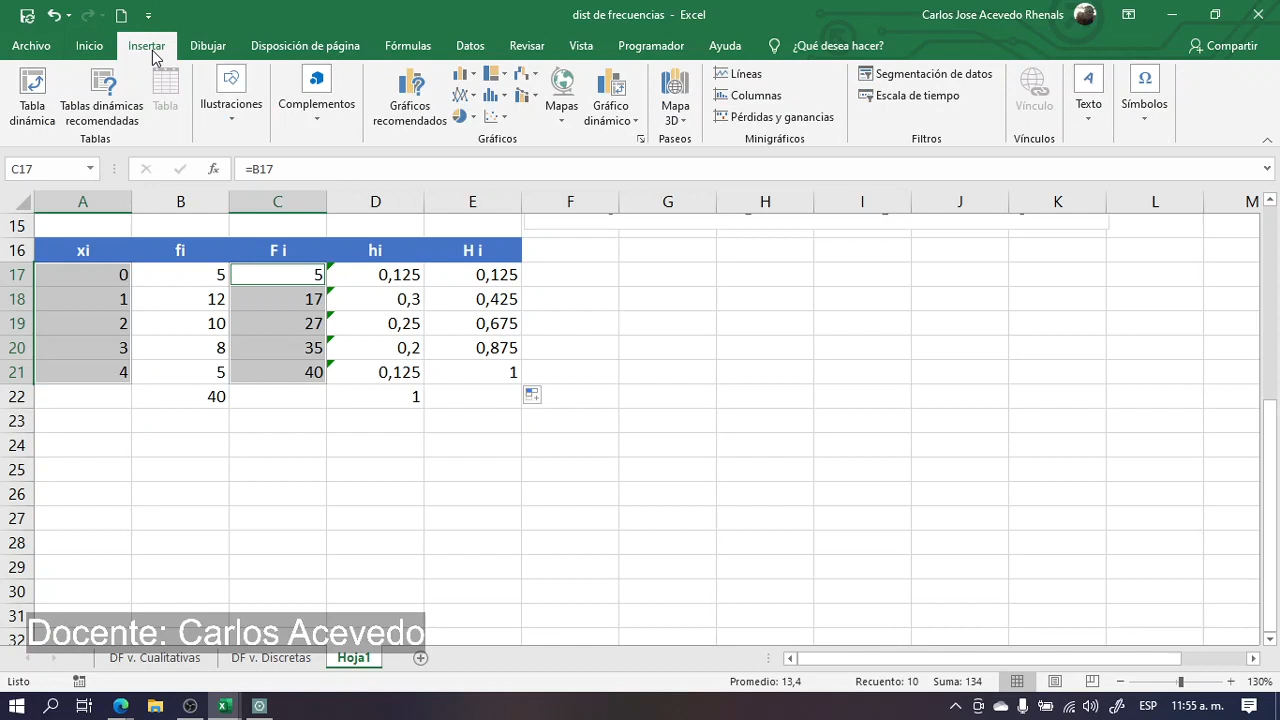 dist de frecuencias - Excel
Carlos Jose Acevedo Rhenals
Archivo Inicio Insertar Dibujar Disposición de página Fórmulas Datos Revisar Vista Programador Ayuda ¿Qué desea hacer? Compartir
Tabla dinámica
Tablas dinámicas recomendadas
Tabla
Tablas
Ilustraciones
Complementos
Gráficos recomendados
Mapas
Gráfico dinámico
Gráficos
Mapa 3D
Paseos
Líneas
Columnas
Pérdidas y ganancias
Minigráficos
Segmentación de datos
Escala de tiempo
Filtros
Vínculo
Vínculos
Texto
Símbolos
C17 fx =B17
A B C D E F G H I J K L M
15
16 xi fi F i hi H i
17 0 5 5 0,125 0,125
18 1 12 17 0,3 0,425
19 2 10 27 0,25 0,675
20 3 8 35 0,2 0,875
21 4 5 40 0,125 1
22 40 1
23
24
25
26
27
28
29
30
31
32
Docente: Carlos Acevedo
DF v. Cualitativas DF v. Discretas Hoja1
Listo Promedio: 13,4 Recuento: 10 Suma: 134 130%
ESP 11:55 a. m.